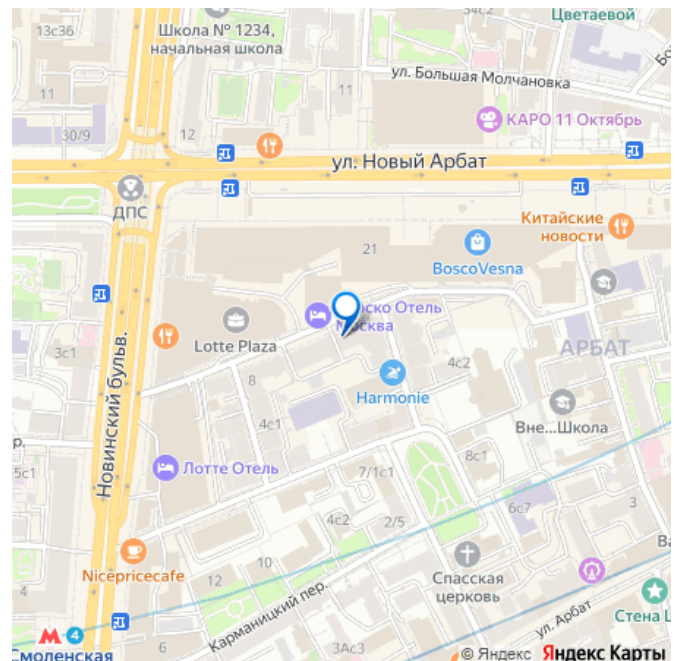 Цветаевой
13с36
Школа № 1234,
начальная школа
ул. Большая Молчановка
11
11
КАРО 11 Октябрь
30/9
12
ул. Новый Арбат
ДПС
Китайские
новости
21
BoscoVesna
Боско Отель
Москва
Lotte Plaza
3с1
АРБАТ
4с2
8
Harmonie
Новинский бульв.
4с1
Вне...Школа
р.
5с1
Лотте Отель
7/1с1
8с1
6с7
3
4с2
2/5
Nicepricecafe
10
12
Спасская
церковь
Карманицкий пер.
ул. Арбат
Стена Ц
М 4
Смоленская
6
3Ас3
© Яндекс Яндекс Карты